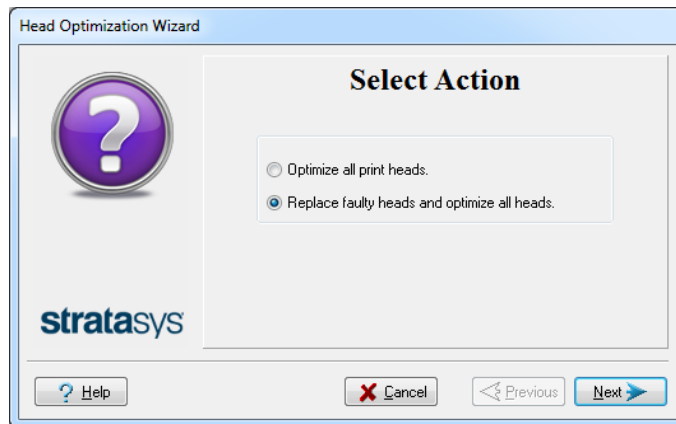 Head Optimization Wizard
Select Action
Optimize all print heads.
Replace faulty heads and optimize all heads.
stratasys
? Help
Cancel
Previous
Next